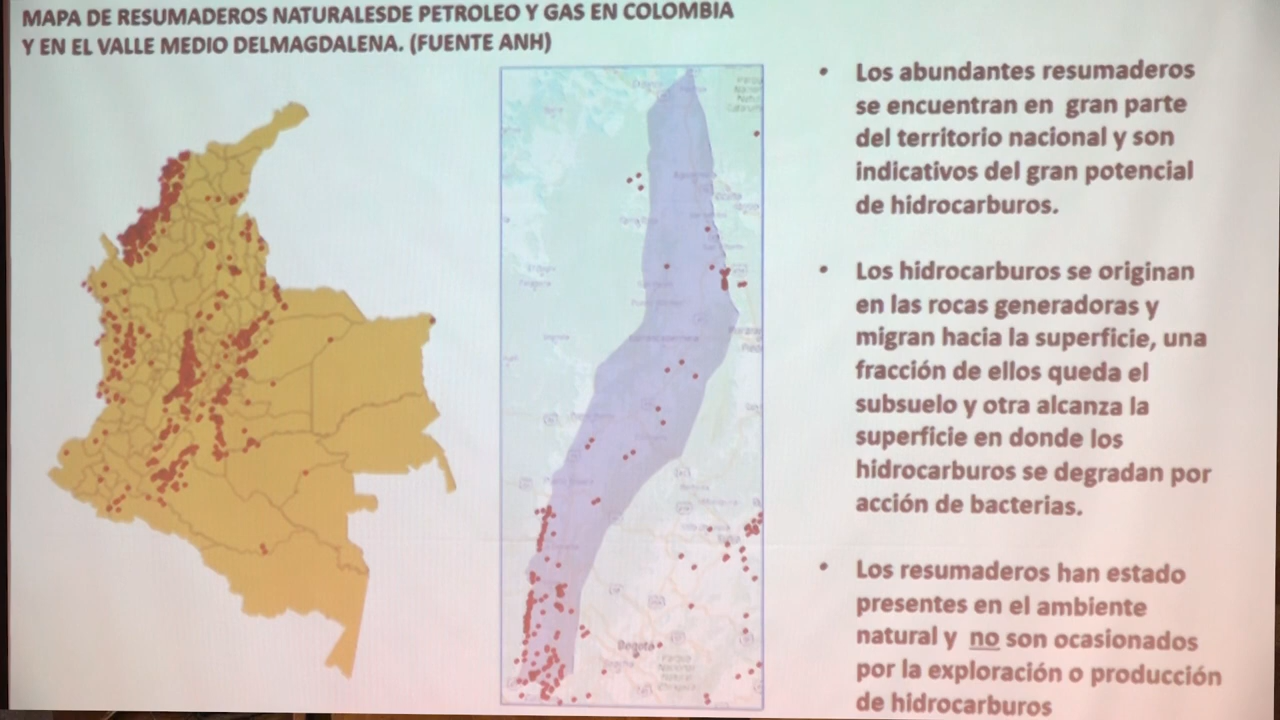 MAPA DE RESUMADEROS NATURALESDE PETROLEO Y GAS EN COLOMBIA
Y EN EL VALLE MEDIO DELMAGDALENA. (FUENTE ANH)
• Los abundantes resumaderos
se encuentran en gran parte
del territorio nacional y son
indicativos del gran potencial
de hidrocarburos.
• Los hidrocarburos se originan
en las rocas generadoras y
migran hacia la superficie, una
fracción de ellos queda el
subsuelo y otra alcanza la
superficie en donde los
hidrocarburos se degradan por
acción de bacterias.
• Los resumaderos han estado
presentes en el ambiente
natural y no son ocasionados
por la exploración o producción
de hidrocarburos
Bogotá